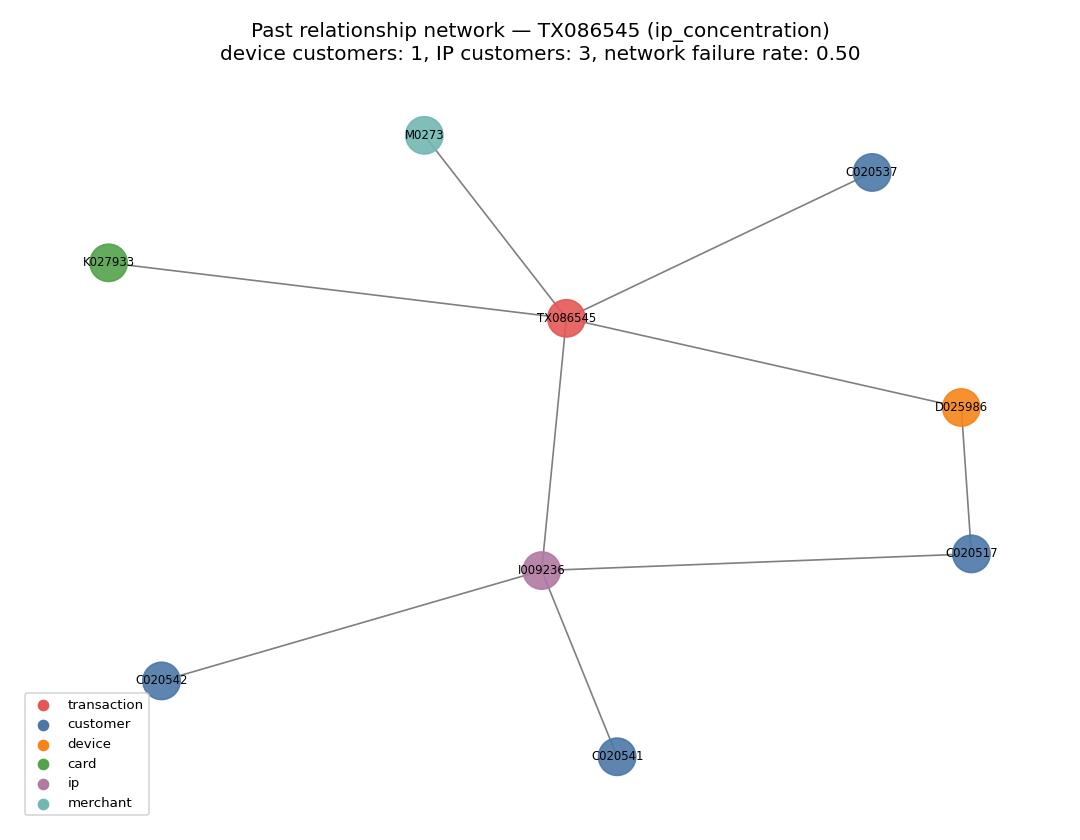 Past relationship network — TX086545 (ip_concentration)
device customers: 1, IP customers: 3, network failure rate: 0.50
M0273
C020537
K027933
TX086545
D025986
C020517
I009236
C020542
C020541
transaction
customer
device
card
ip
merchant